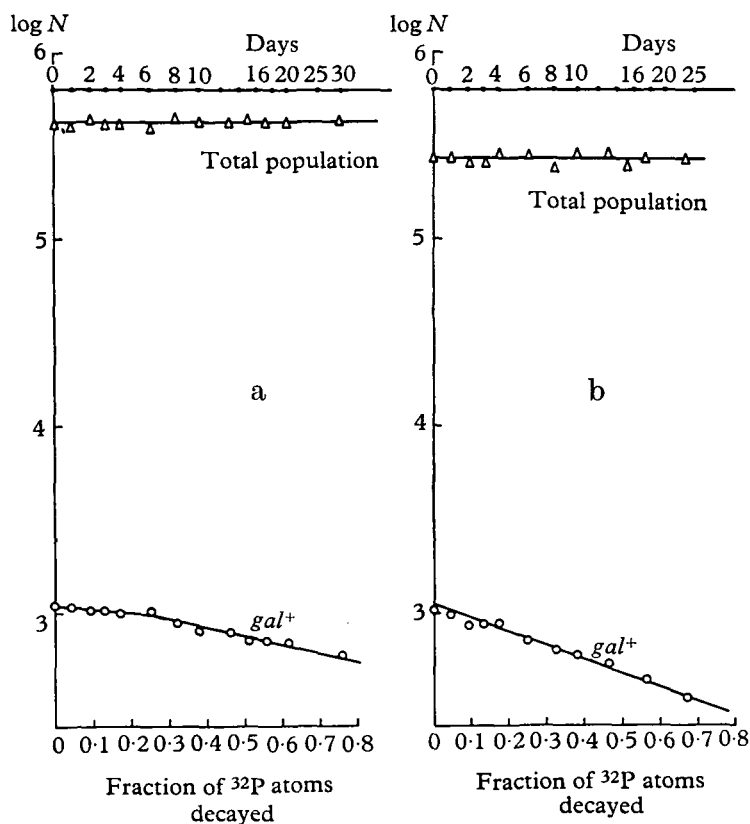 log N
Days
6
0 2 4 6 8 10 16 20 25 30
Total population
5
a
4
3
gal+
0 0·1 0·2 0·3 0·4 0·5 0·6 0·7 0·8
Fraction of ³²P atoms
decayed
log N
Days
6
0 2 4 6 8 10 16 20 25
Total population
5
b
4
3
gal+
0 0·1 0·2 0·3 0·4 0·5 0·6 0·7 0·8
Fraction of ³²P atoms
decayed